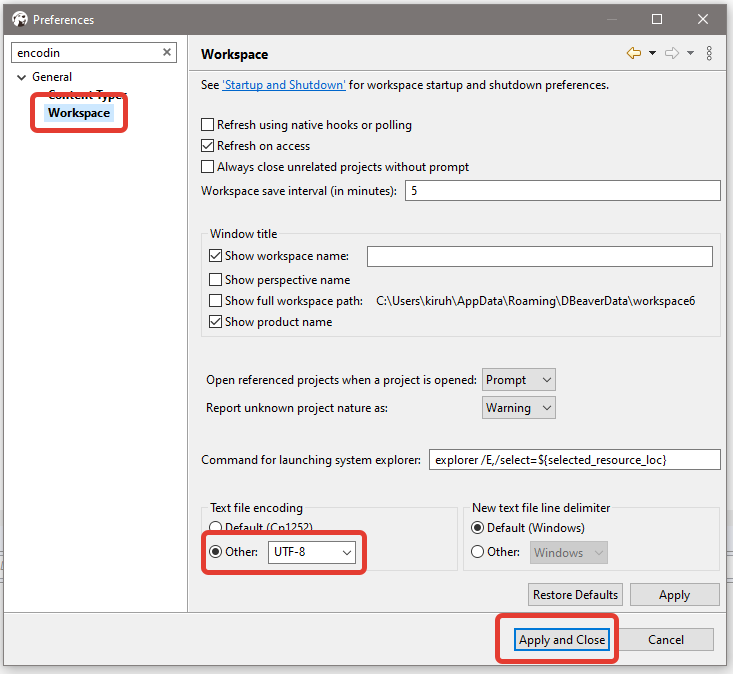 Preferences
encodin
Workspace
General
Content Types
Workspace
See 'Startup and Shutdown' for workspace startup and shutdown preferences.
Refresh using native hooks or polling
Refresh on access
Always close unrelated projects without prompt
Workspace save interval (in minutes): 5
Window title
Show workspace name:
Show perspective name
Show full workspace path: C:\Users\kiruh\AppData\Roaming\DBeaverData\workspace6
Show product name
Open referenced projects when a project is opened: Prompt
Report unknown project nature as: Warning
Command for launching system explorer: explorer /E,/select=${selected_resource_loc}
Text file encoding
Default (Cp1252)
Other: UTF-8
New text file line delimiter
Default (Windows)
Other: Windows
Restore Defaults Apply
Apply and Close Cancel